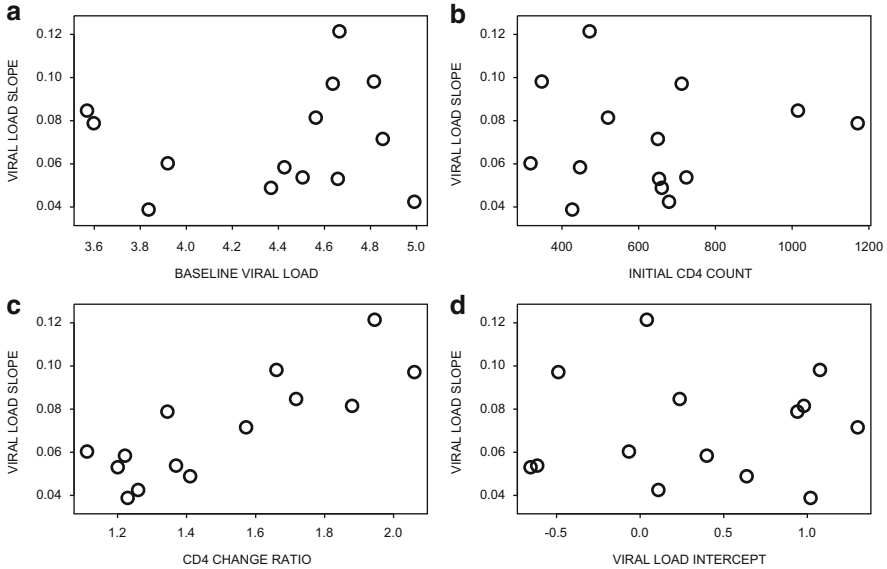 a
VIRAL LOAD SLOPE
0.12
0.10
0.08
0.06
0.04
3.6 3.8 4.0 4.2 4.4 4.6 4.8 5.0
BASELINE VIRAL LOAD
b
VIRAL LOAD SLOPE
0.12
0.10
0.08
0.06
0.04
400 600 800 1000 1200
INITIAL CD4 COUNT
c
VIRAL LOAD SLOPE
0.12
0.10
0.08
0.06
0.04
1.2 1.4 1.6 1.8 2.0
CD4 CHANGE RATIO
d
VIRAL LOAD SLOPE
0.12
0.10
0.08
0.06
0.04
-0.5 0.0 0.5 1.0
VIRAL LOAD INTERCEPT